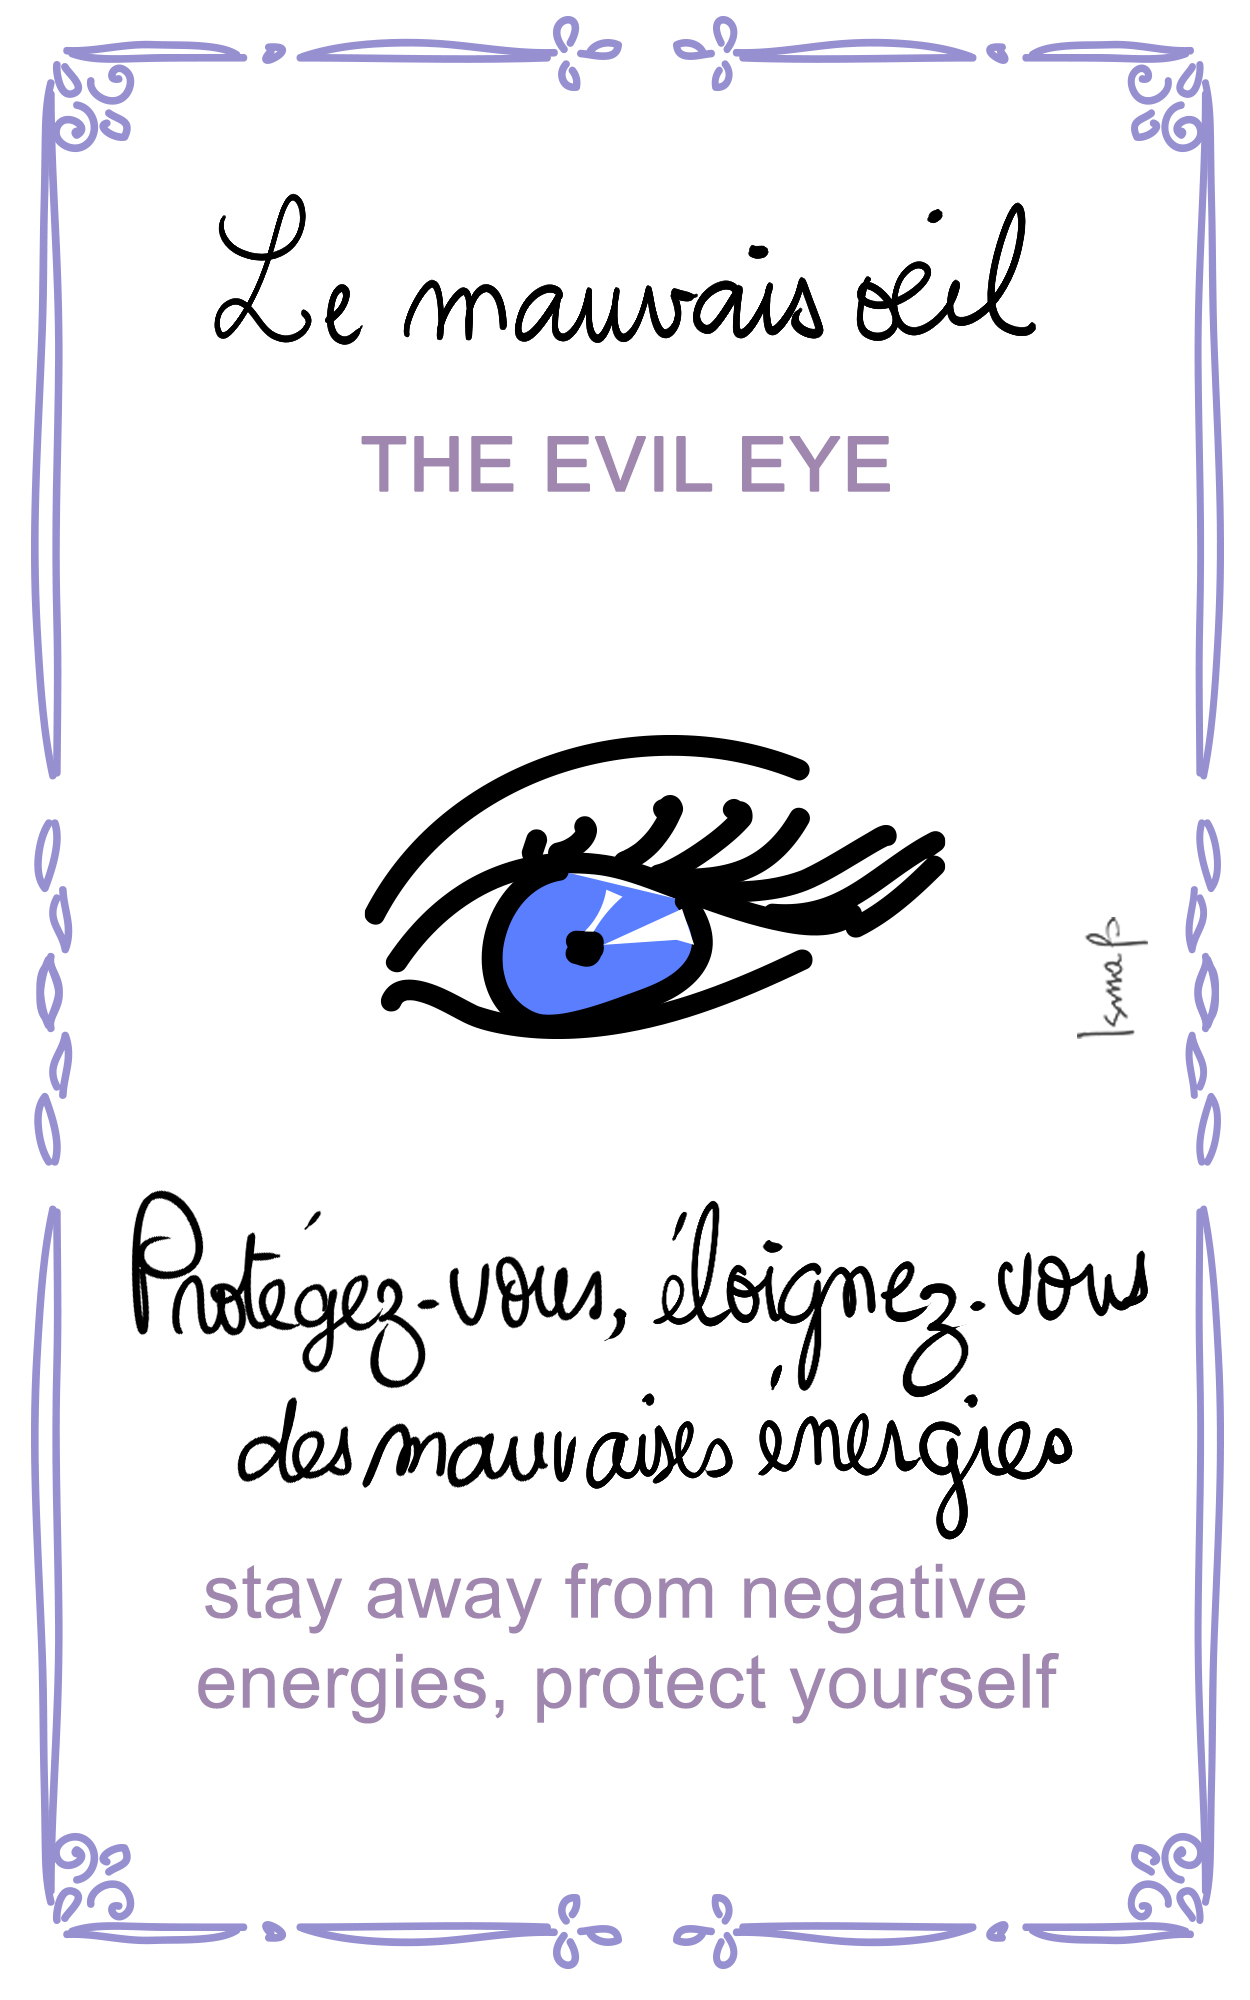 Le mauvais œil
THE EVIL EYE
Isma B
Protégez-vous, éloignez-vous
des mauvaises énergies
stay away from negative
energies, protect yourself